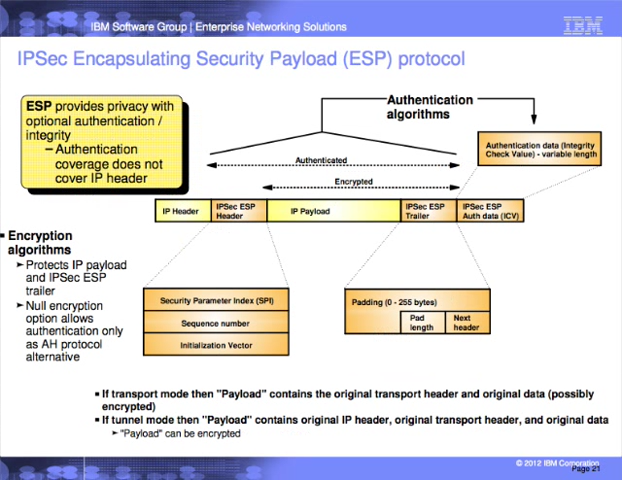 IBM Software Group | Enterprise Networking Solutions
IBM
IPSec Encapsulating Security Payload (ESP) protocol
ESP provides privacy with
optional authentication /
integrity
– Authentication
coverage does not
cover IP header
Authentication
algorithms
Authentication data (Integrity
Check Value) - variable length
Authenticated
Encrypted
IP Header
IPSec ESP
Header
IP Payload
IPSec ESP
Trailer
IPSec ESP
Auth data (ICV)
▪ Encryption
algorithms
➤ Protects IP payload
and IPSec ESP
trailer
➤ Null encryption
option allows
authentication only
as AH protocol
alternative
Security Parameter Index (SPI)
Sequence number
Initialization Vector
Padding (0 - 255 bytes)
Pad
length
Next
header
▪ If transport mode then "Payload" contains the original transport header and original data (possibly
encrypted)
▪ If tunnel mode then "Payload" contains original IP header, original transport header, and original data
➤ "Payload" can be encrypted
© 2012 IBM Corporation
Page 21